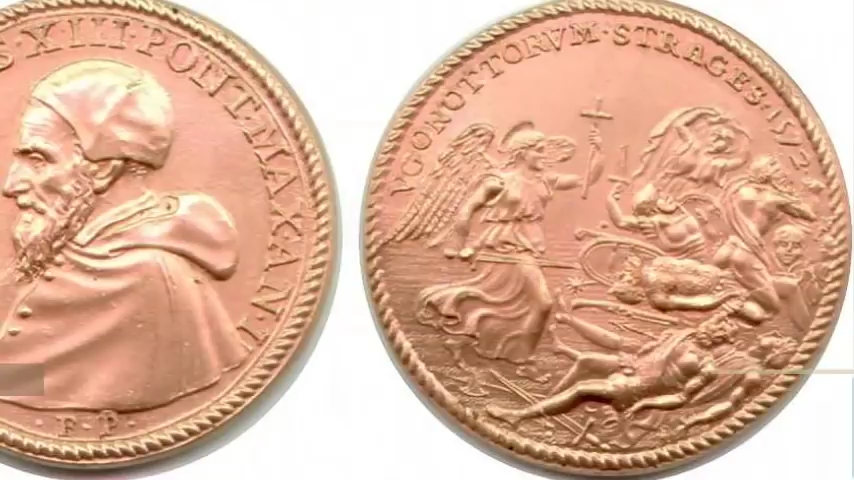 S·XIII·PONT·MAX·AN·I
·F·P·
VGONOTTORVM·STRAGES·1572·